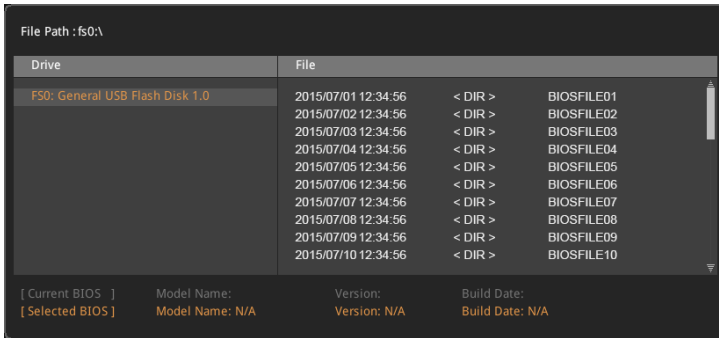 File Path : fs0:\
Drive File
FS0: General USB Flash Disk 1.0
2015/07/01 12:34:56 < DIR > BIOSFILE01
2015/07/02 12:34:56 < DIR > BIOSFILE02
2015/07/03 12:34:56 < DIR > BIOSFILE03
2015/07/04 12:34:56 < DIR > BIOSFILE04
2015/07/05 12:34:56 < DIR > BIOSFILE05
2015/07/06 12:34:56 < DIR > BIOSFILE06
2015/07/07 12:34:56 < DIR > BIOSFILE07
2015/07/08 12:34:56 < DIR > BIOSFILE08
2015/07/09 12:34:56 < DIR > BIOSFILE09
2015/07/10 12:34:56 < DIR > BIOSFILE10
[ Current BIOS ] Model Name: Version: Build Date:
[ Selected BIOS ] Model Name: N/A Version: N/A Build Date: N/A